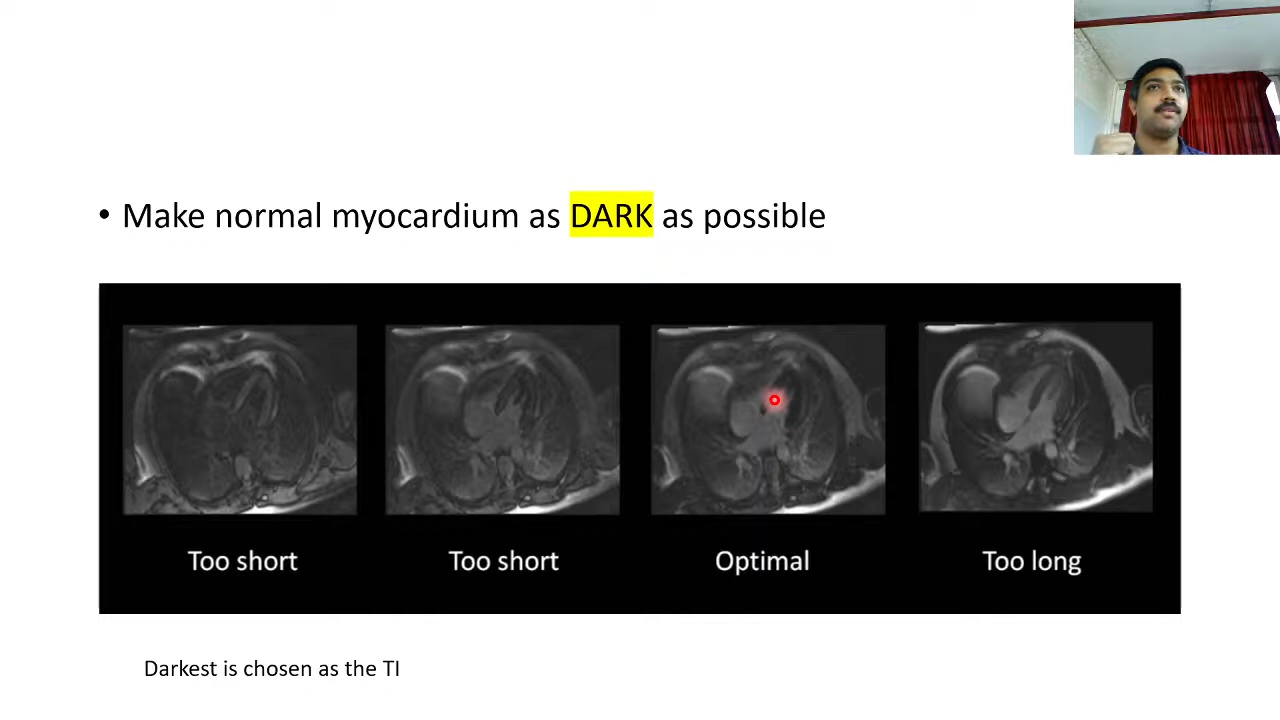 • Make normal myocardium as DARK as possible
Too short
Too short
Optimal
Too long
Darkest is chosen as the TI